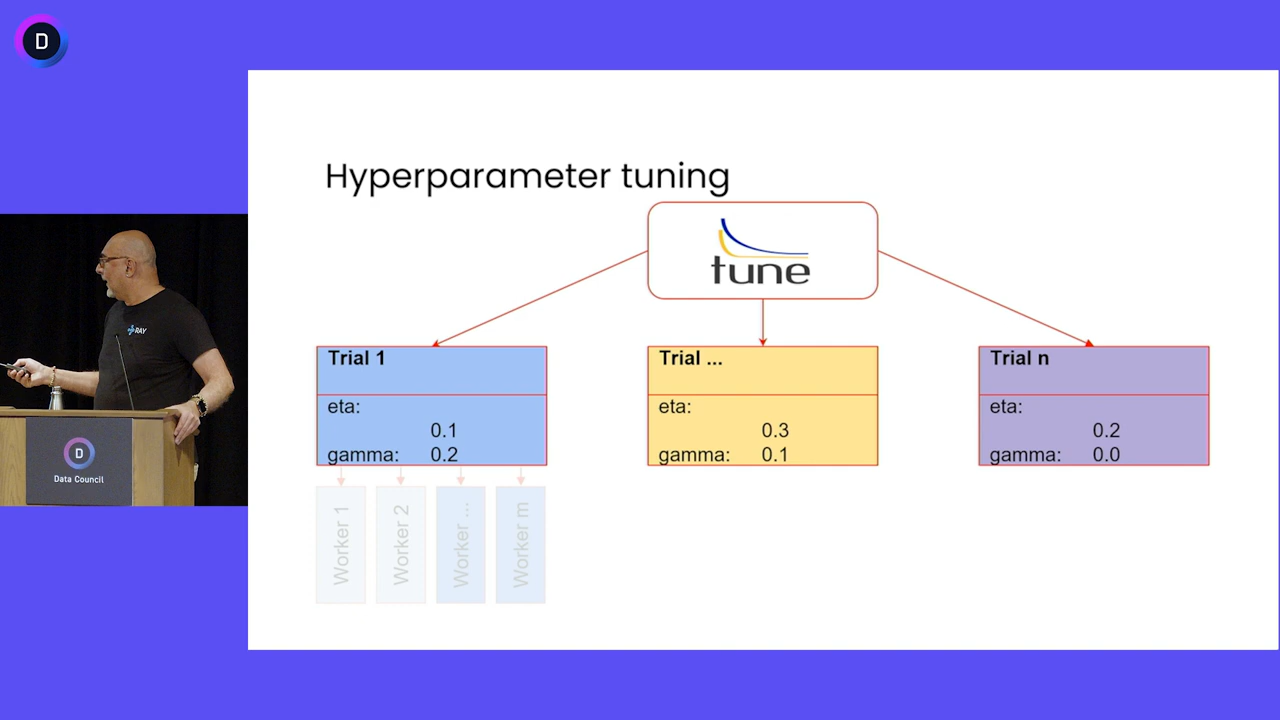 D
Hyperparameter tuning
tune
Trial 1
eta:
0.1
gamma: 0.2
Trial ...
eta:
0.3
gamma: 0.1
Trial n
eta:
0.2
gamma: 0.0
Worker 1
Worker 2
Worker ...
Worker m
RAY
D
Data Council